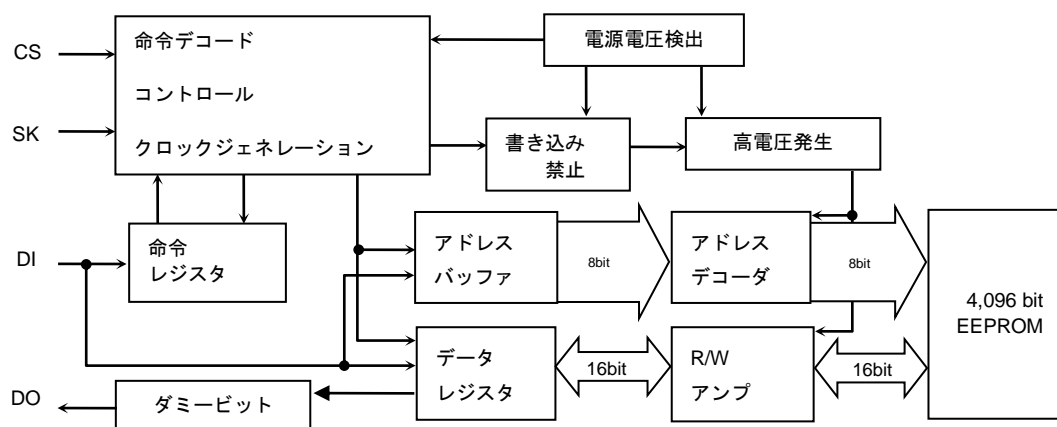 CS
SK
DI
DO
命令デコード
コントロール
クロックジェネレーション
電源電圧検出
書き込み
禁止
高電圧発生
命令
レジスタ
アドレス
バッファ
8bit
アドレス
デコーダ
8bit
4,096 bit
EEPROM
データ
レジスタ
16bit
R/W
アンプ
16bit
ダミービット